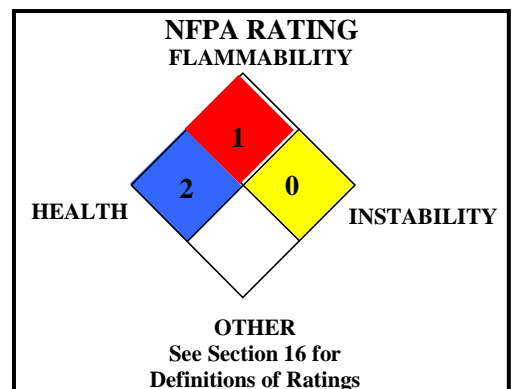 NFPA RATING
FLAMMABILITY
1
2
0
HEALTH
INSTABILITY
OTHER
See Section 16 for
Definitions of Ratings